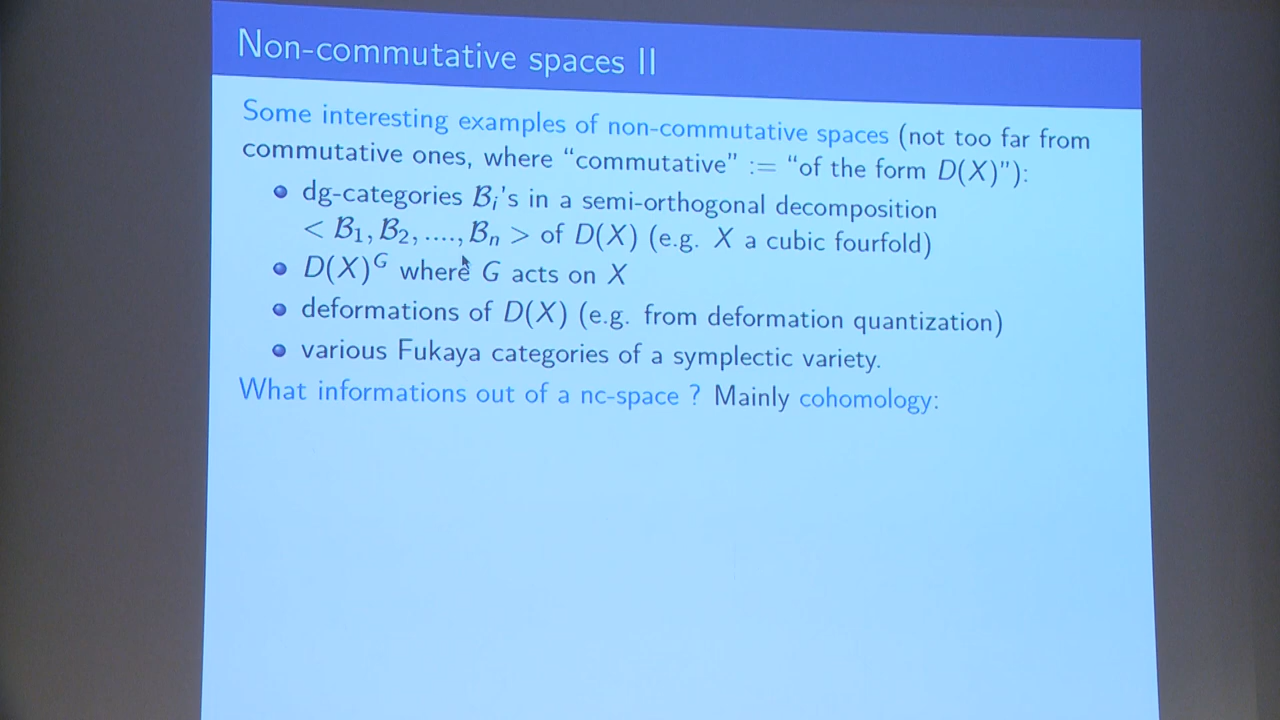 Non-commutative spaces II
Some interesting examples of non-commutative spaces (not too far from
commutative ones, where “commutative” := “of the form D(X)”):
• dg-categories ℬᵢ's in a semi-orthogonal decomposition
< ℬ₁, ℬ₂, ...., ℬₙ > of D(X) (e.g. X a cubic fourfold)
• D(X)ᴳ where G acts on X
• deformations of D(X) (e.g. from deformation quantization)
• various Fukaya categories of a symplectic variety.
What informations out of a nc-space ? Mainly cohomology: